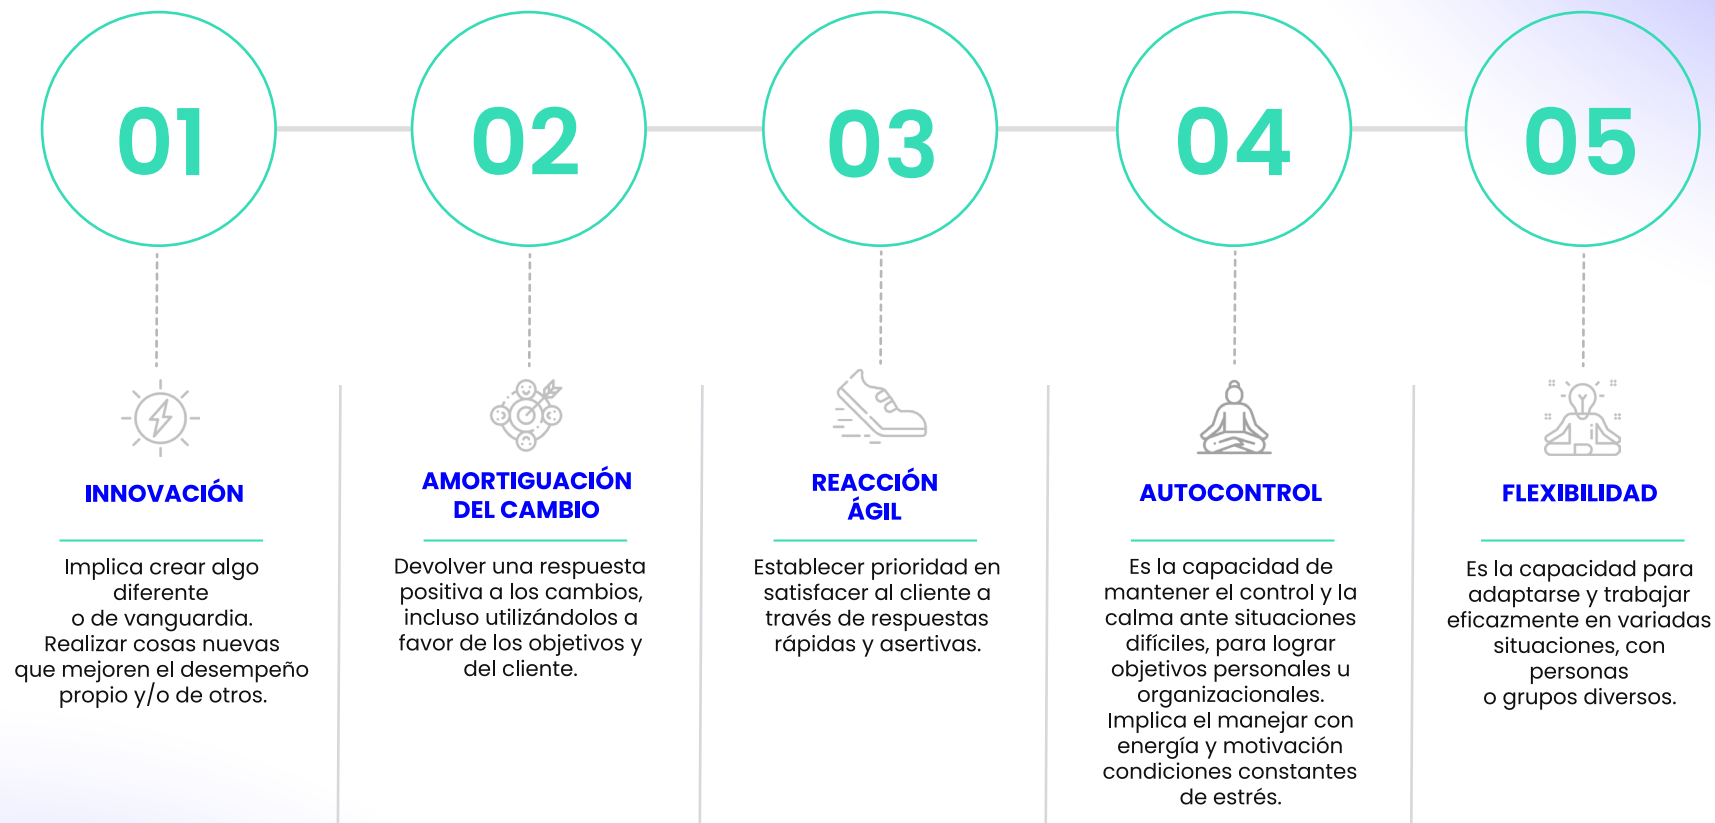 01
02
03
04
05
INNOVACIÓN
Implica crear algo
diferente
o de vanguardia.
Realizar cosas nuevas
que mejoren el desempeño
propio y/o de otros.
AMORTIGUACIÓN
DEL CAMBIO
Devolver una respuesta
positiva a los cambios,
incluso utilizándolos a
favor de los objetivos y
del cliente.
REACCIÓN
ÁGIL
Establecer prioridad en
satisfacer al cliente a
través de respuestas
rápidas y asertivas.
AUTOCONTROL
Es la capacidad de
mantener el control y la
calma ante situaciones
difíciles, para lograr
objetivos personales u
organizacionales.
Implica el manejar con
energía y motivación
condiciones constantes
de estrés.
FLEXIBILIDAD
Es la capacidad para
adaptarse y trabajar
eficazmente en variadas
situaciones, con
personas
o grupos diversos.